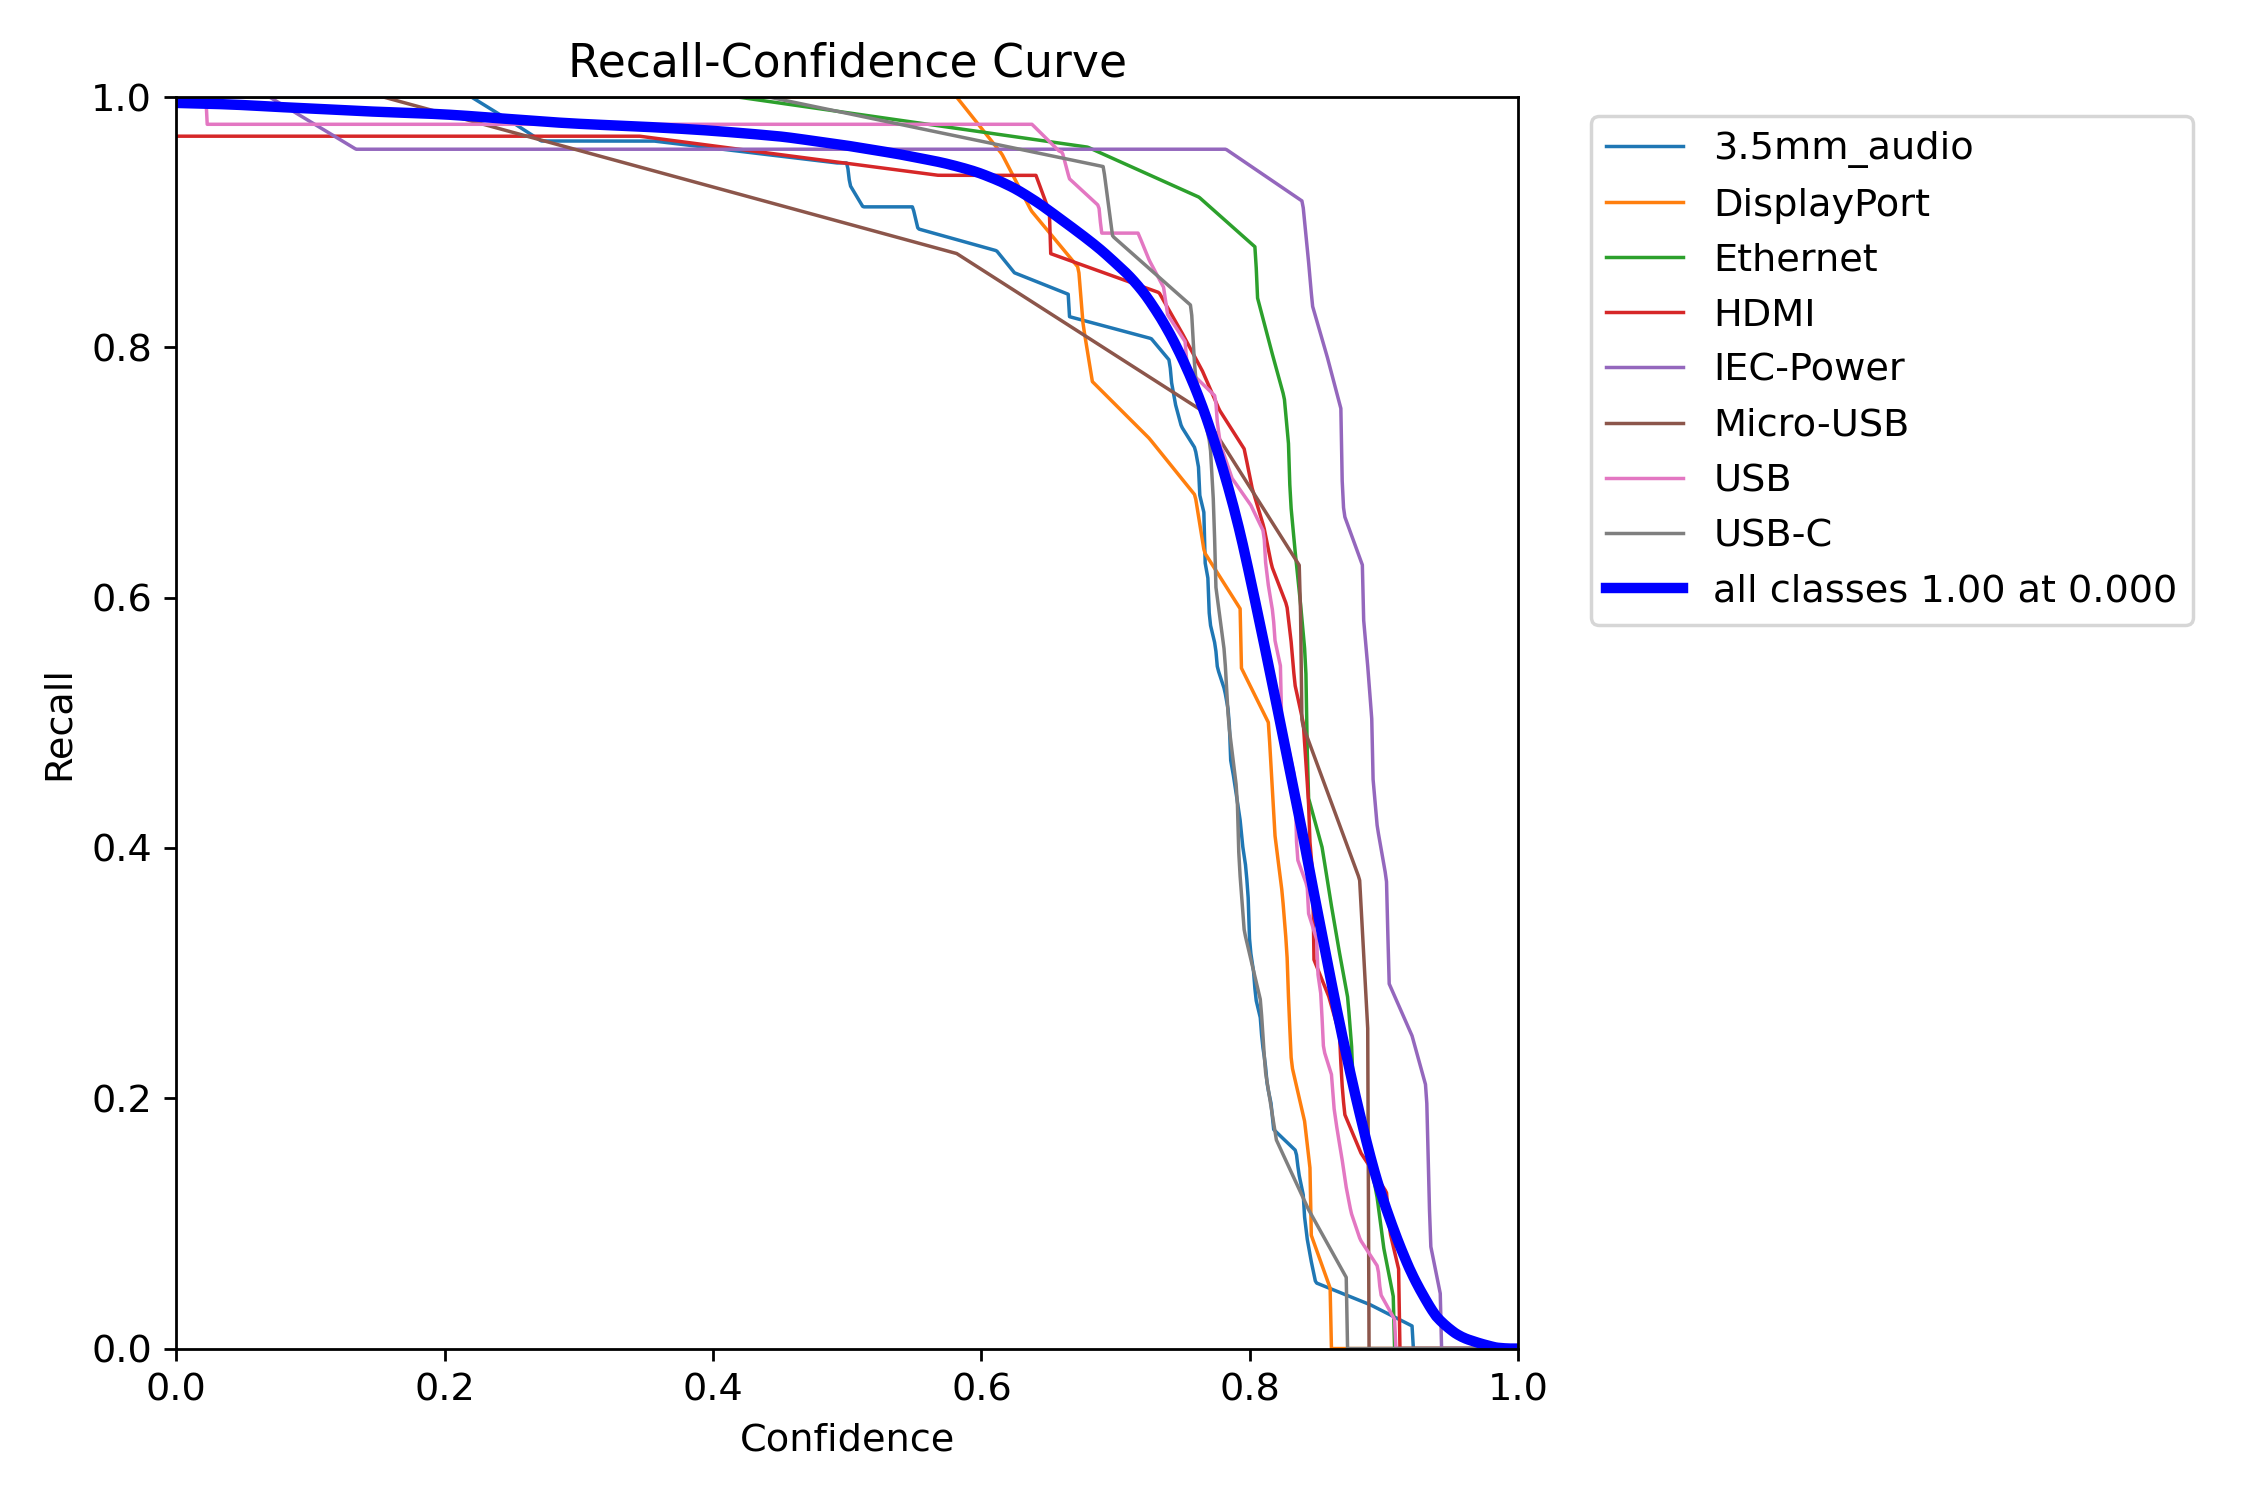 Recall-Confidence Curve
1.0
0.8
0.6
0.4
0.2
0.0
Recall
0.0 0.2 0.4 0.6 0.8 1.0
Confidence
3.5mm_audio
DisplayPort
Ethernet
HDMI
IEC-Power
Micro-USB
USB
USB-C
all classes 1.00 at 0.000